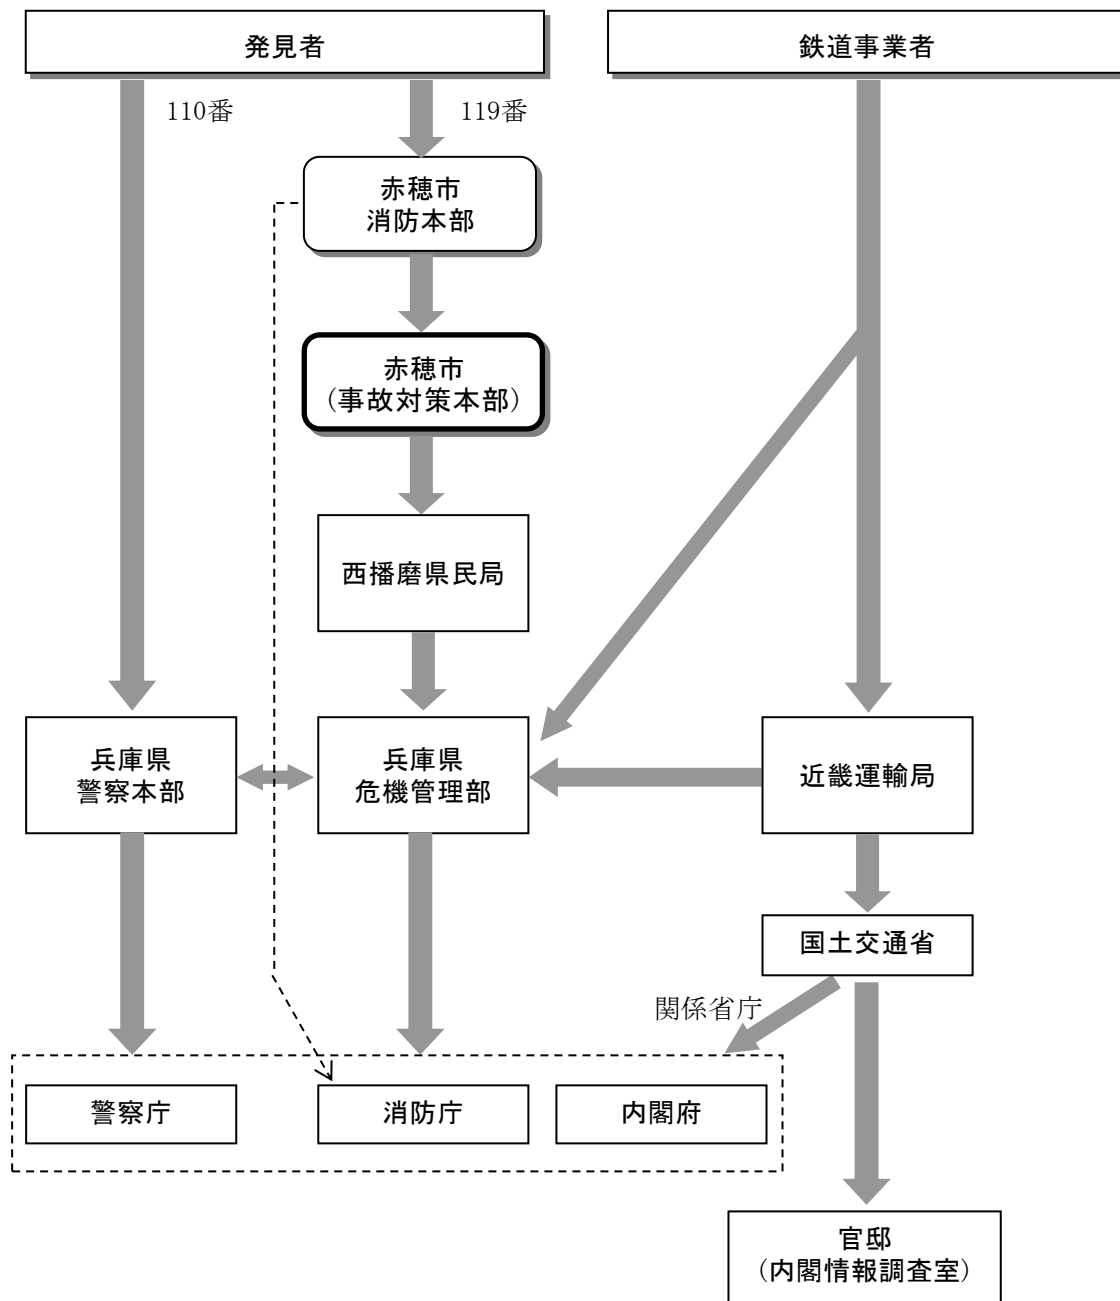 発見者
鉄道事業者
110番
119番
赤穂市
消防本部
赤穂市
（事故対策本部）
西播磨県民局
兵庫県
警察本部
兵庫県
危機管理部
近畿運輸局
国土交通省
関係省庁
警察庁
消防庁
内閣府
官邸
（内閣情報調査室）